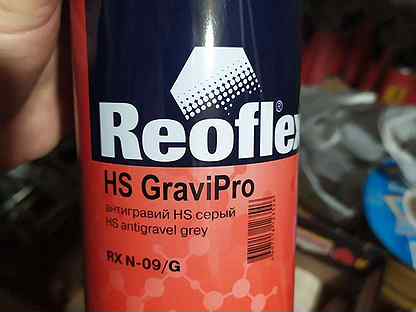 Reoflex®
HS GraviPro
антигравий HS серый
HS antigravel grey
RX N-09/G